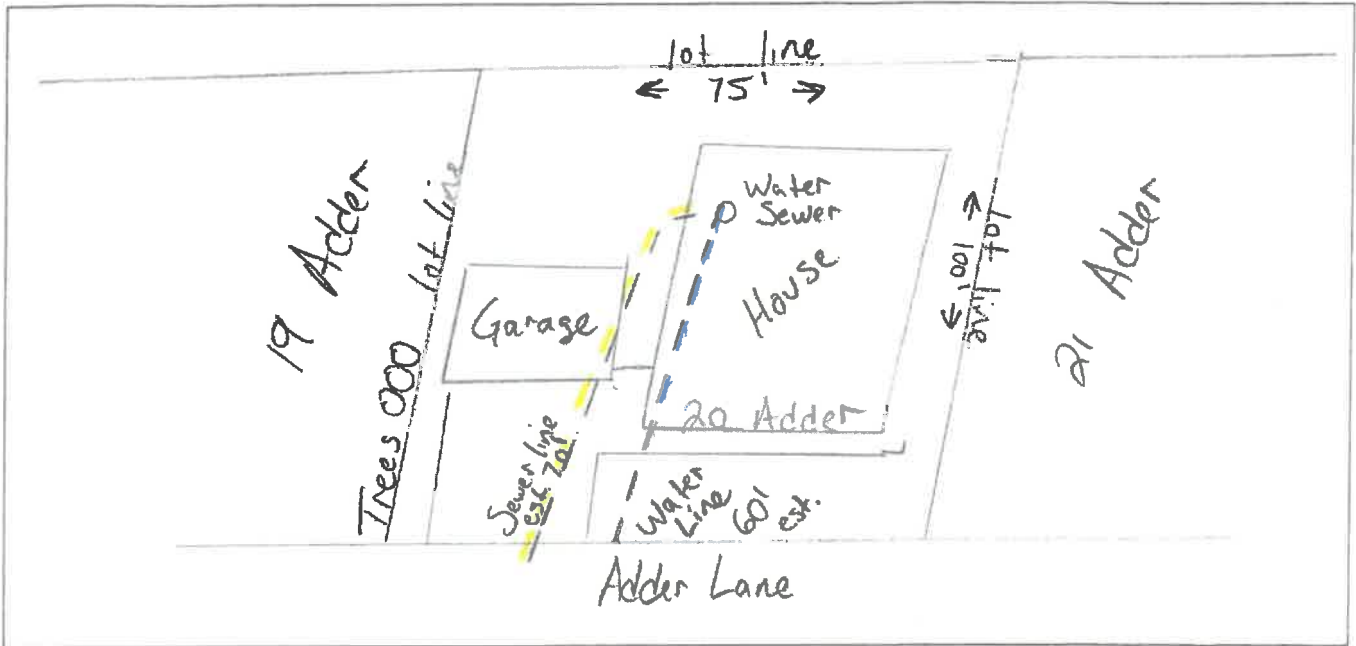 lot line
75'
19 Adder
Trees 000 lot line
Garage
Water
Sewer
House
20 Adder
100'
lot line
21 Adder
Sewer line
est. 70'
Water
Line 60' est.
Adder Lane